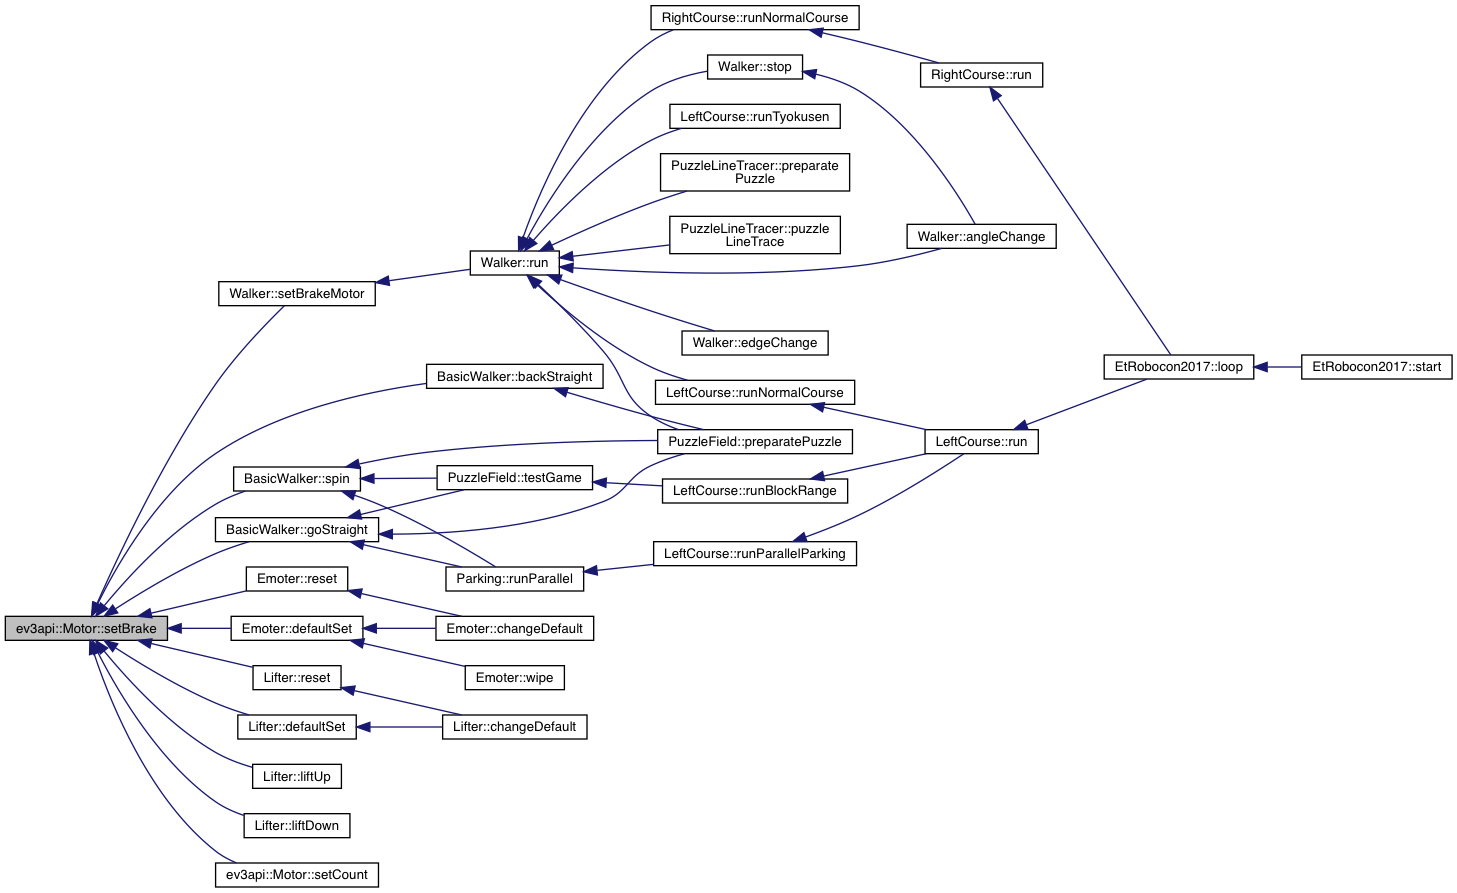 RightCourse::runNormalCourse
Walker::stop
RightCourse::run
LeftCourse::runTyokusen
PuzzleLineTracer::preparate
Puzzle
PuzzleLineTracer::puzzle
LineTrace
Walker::angleChange
Walker::run
Walker::setBrakeMotor
Walker::edgeChange
EtRobocon2017::loop
EtRobocon2017::start
BasicWalker::backStraight
LeftCourse::runNormalCourse
PuzzleField::preparatePuzzle
LeftCourse::run
BasicWalker::spin
PuzzleField::testGame
LeftCourse::runBlockRange
BasicWalker::goStraight
LeftCourse::runParallelParking
Emoter::reset
Parking::runParallel
ev3api::Motor::setBrake
Emoter::defaultSet
Emoter::changeDefault
Lifter::reset
Emoter::wipe
Lifter::defaultSet
Lifter::changeDefault
Lifter::liftUp
Lifter::liftDown
ev3api::Motor::setCount